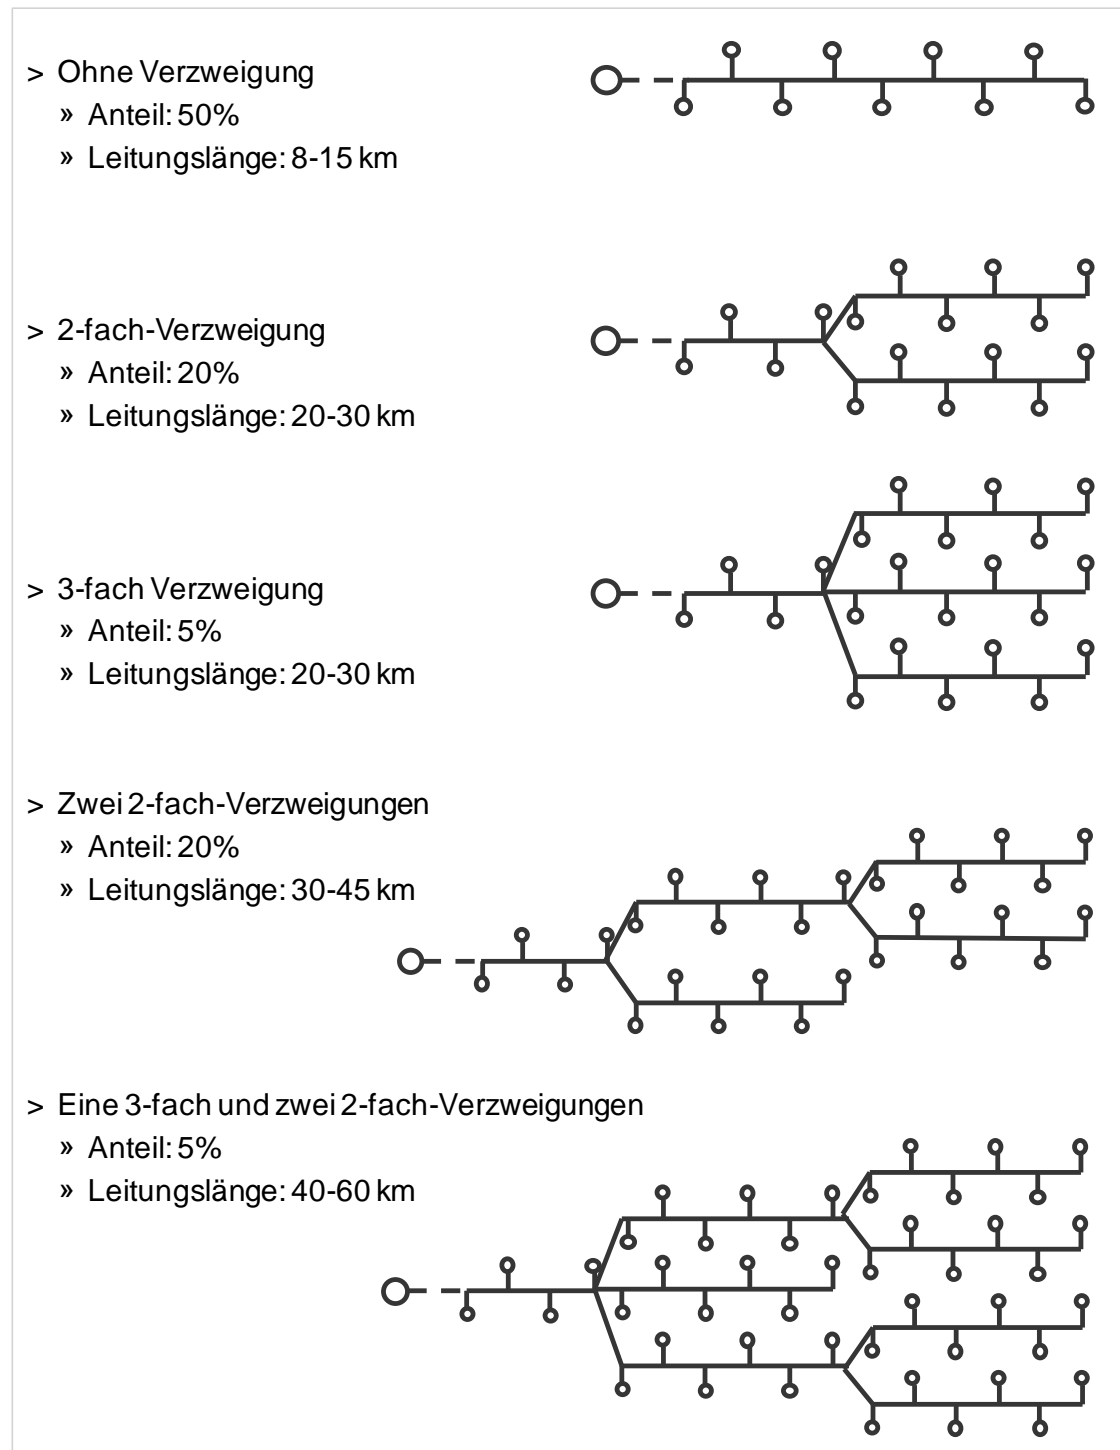 > Ohne Verzweigung
» Anteil: 50%
» Leitungslänge: 8-15 km
> 2-fach-Verzweigung
» Anteil: 20%
» Leitungslänge: 20-30 km
> 3-fach Verzweigung
» Anteil: 5%
» Leitungslänge: 20-30 km
> Zwei 2-fach-Verzweigungen
» Anteil: 20%
» Leitungslänge: 30-45 km
> Eine 3-fach und zwei 2-fach-Verzweigungen
» Anteil: 5%
» Leitungslänge: 40-60 km